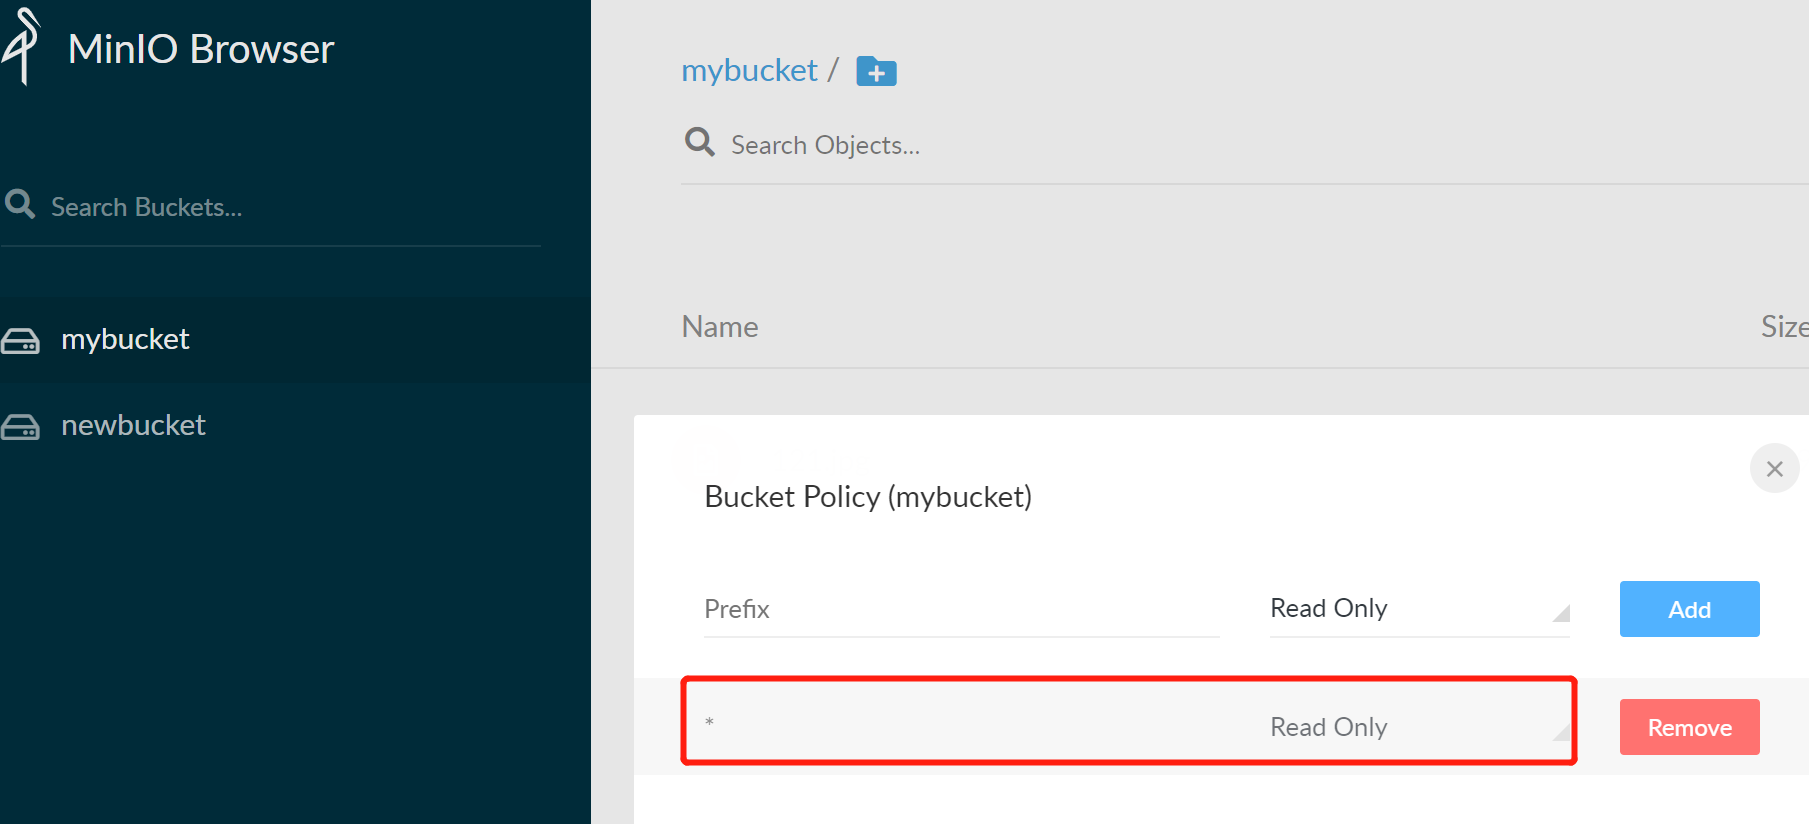 MinIO Browser
Search Buckets...
mybucket
newbucket
mybucket /
Search Objects...
Name Size
Bucket Policy (mybucket)
Prefix Read Only Add
* Read Only Remove